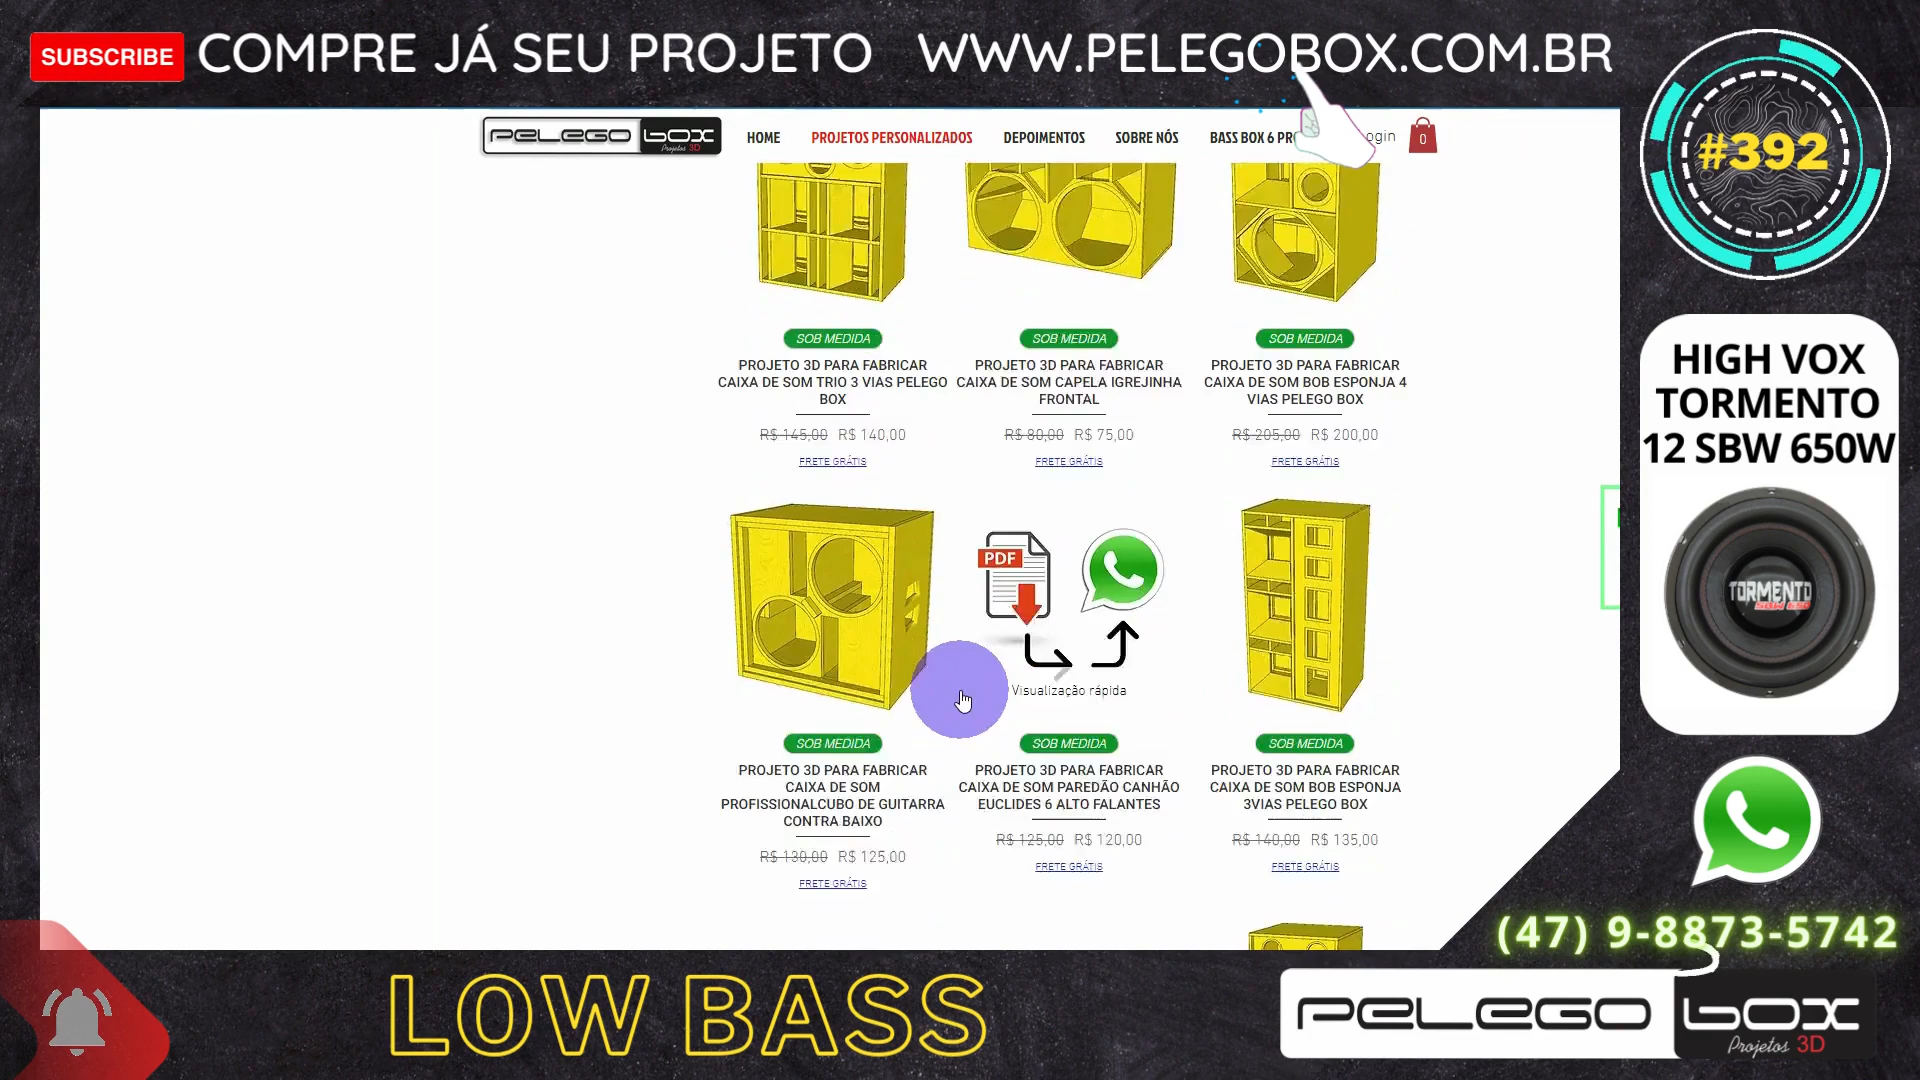 SUBSCRIBE COMPRE JÁ SEU PROJETO WWW.PELEGOBOX.COM.BR
#392
PELEGO BOX Projetos 3D
HOME PROJETOS PERSONALIZADOS DEPOIMENTOS SOBRE NÓS BASS BOX 6 PR ogin 0
SOB MEDIDA
PROJETO 3D PARA FABRICAR
CAIXA DE SOM TRIO 3 VIAS PELEGO
BOX
R$ 145,00 R$ 140,00
FRETE GRÁTIS
SOB MEDIDA
PROJETO 3D PARA FABRICAR
CAIXA DE SOM CAPELA IGREJINHA
FRONTAL
R$ 80,00 R$ 75,00
FRETE GRÁTIS
SOB MEDIDA
PROJETO 3D PARA FABRICAR
CAIXA DE SOM BOB ESPONJA 4
VIAS PELEGO BOX
R$ 205,00 R$ 200,00
FRETE GRÁTIS
PDF
Visualização rápida
SOB MEDIDA
PROJETO 3D PARA FABRICAR
CAIXA DE SOM
PROFISSIONALCUBO DE GUITARRA
CONTRA BAIXO
R$ 130,00 R$ 125,00
FRETE GRÁTIS
SOB MEDIDA
PROJETO 3D PARA FABRICAR
CAIXA DE SOM PAREDÃO CANHÃO
EUCLIDES 6 ALTO FALANTES
R$ 125,00 R$ 120,00
FRETE GRÁTIS
SOB MEDIDA
PROJETO 3D PARA FABRICAR
CAIXA DE SOM BOB ESPONJA
3VIAS PELEGO BOX
R$ 140,00 R$ 135,00
FRETE GRÁTIS
HIGH VOX
TORMENTO
12 SBW 650W
TORMENTO
SBW 650
(47) 9-8873-5742
LOW BASS
PELEGO BOX
Projetos 3D